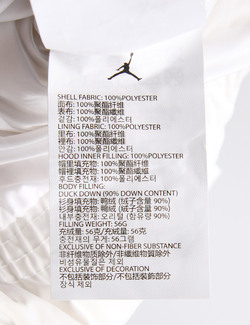 SHELL FABRIC: 100%POLYESTER
面布: 100%聚酯纤维
表布: 100%聚酯纖維
겉감: 100%폴리에스터
LINING FABRIC: 100%POLYESTER
里布: 100%聚酯纤维
裡布: 100%聚酯纖維
안감: 100%폴리에스터
HOOD INNER FILLING: 100%POLYESTER
帽里填充物: 100%聚酯纤维
帽裡填充物: 100%聚酯纖維
후드충전재: 100%폴리에스터
BODY FILLING:
DUCK DOWN (90% DOWN CONTENT)
衫身填充物: 鸭绒 (绒子含量 90%)
衫身填充物: 鴨絨 (絨子含量 90%)
내부충전재: 오리털 (함유량 90%)
FILLING WEIGHT: 56G
充绒量: 56克/充絨量: 56克
충전재의 무게: 56그램
EXCLUSIVE OF NON-FIBER SUBSTANCE
非纤维物质除外/非纖維物質除外
비섬유물질은 제외
EXCLUSIVE OF DECORATION
不包括装饰部分/不包括裝飾部分
장식 제외